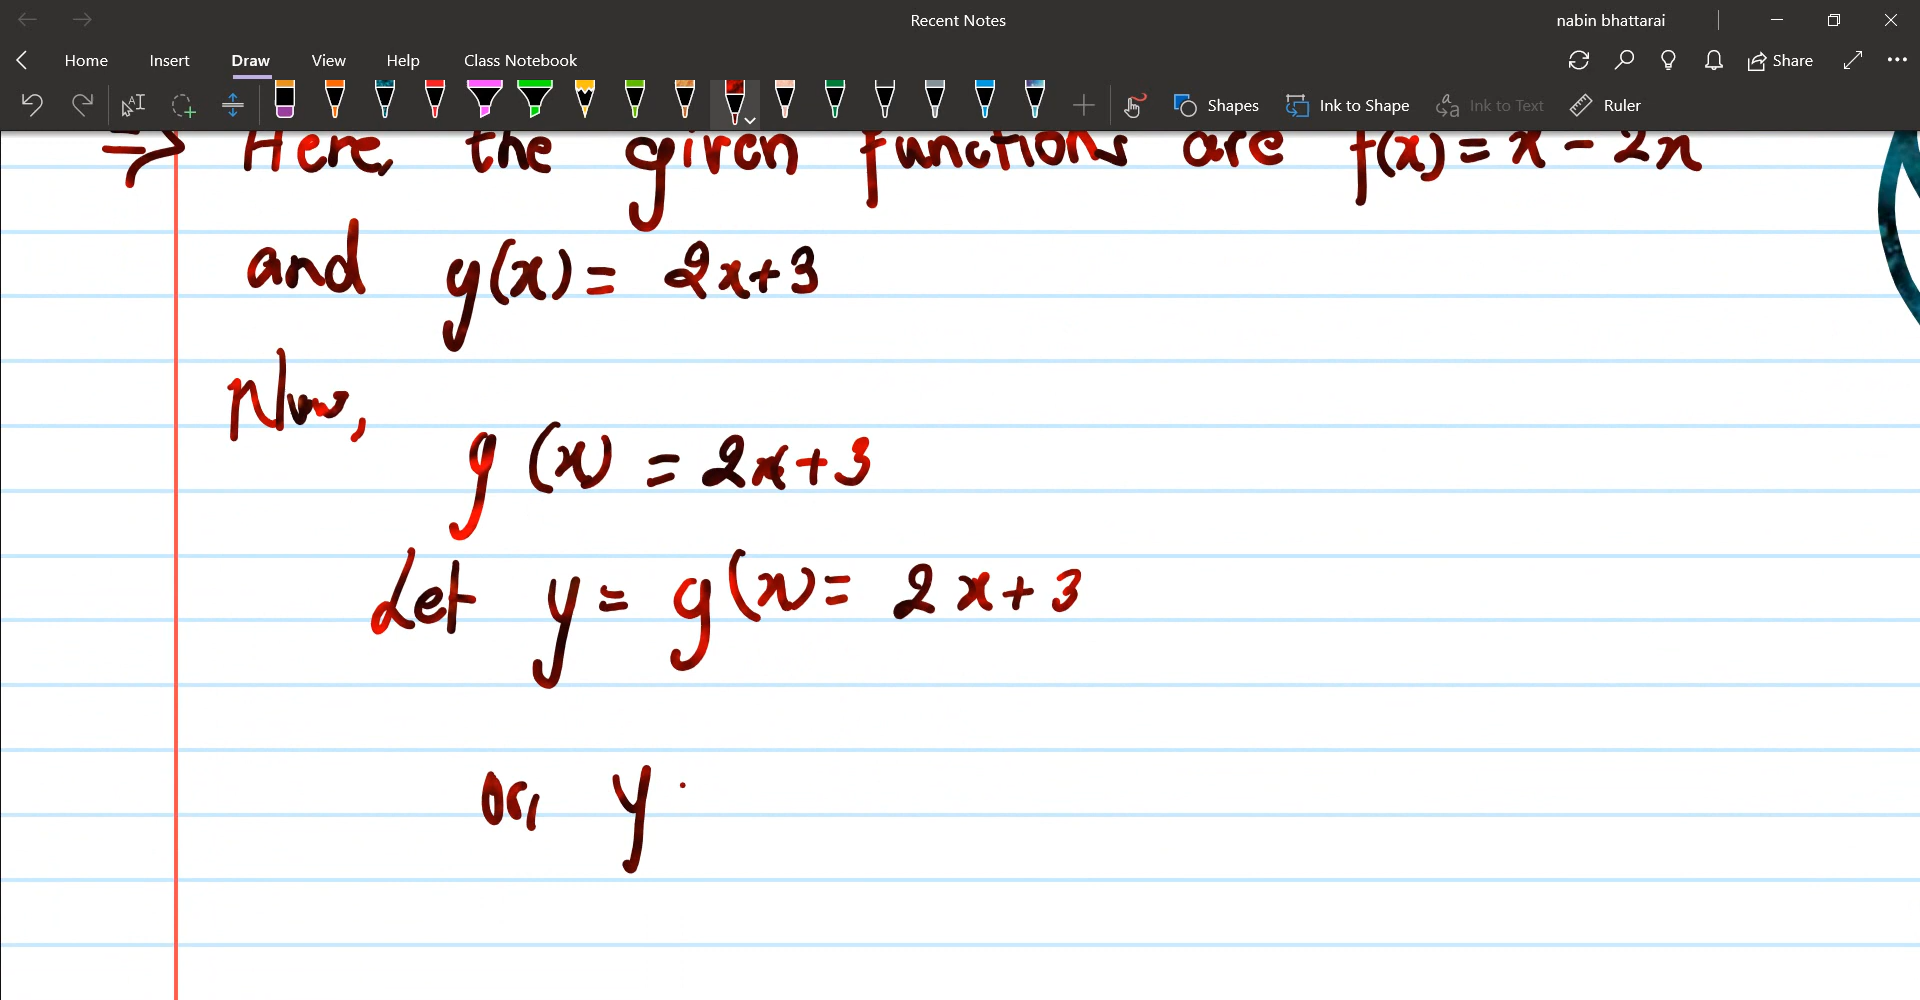 Recent Notes
nabin bhattarai
Home Insert Draw View Help Class Notebook
Share
Shapes Ink to Shape Ink to Text Ruler
=> Here, the given functions are f(x) = x - 2x
and g(x) = 2x+3
Now,
g(x) = 2x+3
Let y = g(x) = 2x+3
or, y